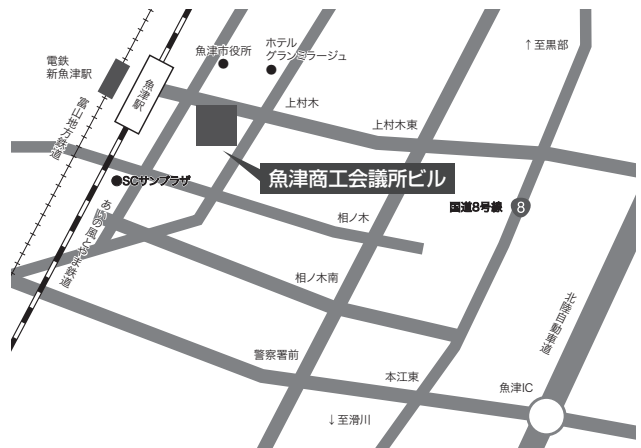 ホテル
グランミラージュ
魚津市役所
↑至黒部
電鉄
新魚津駅
魚津駅
上村木
上村木東
富山地方鉄道
魚津商工会議所ビル
SCサンプラザ
国道8号線
8
あいの風とやま鉄道
相ノ木
相ノ木南
北陸自動車道
警察署前
本江東
魚津IC
↓至滑川